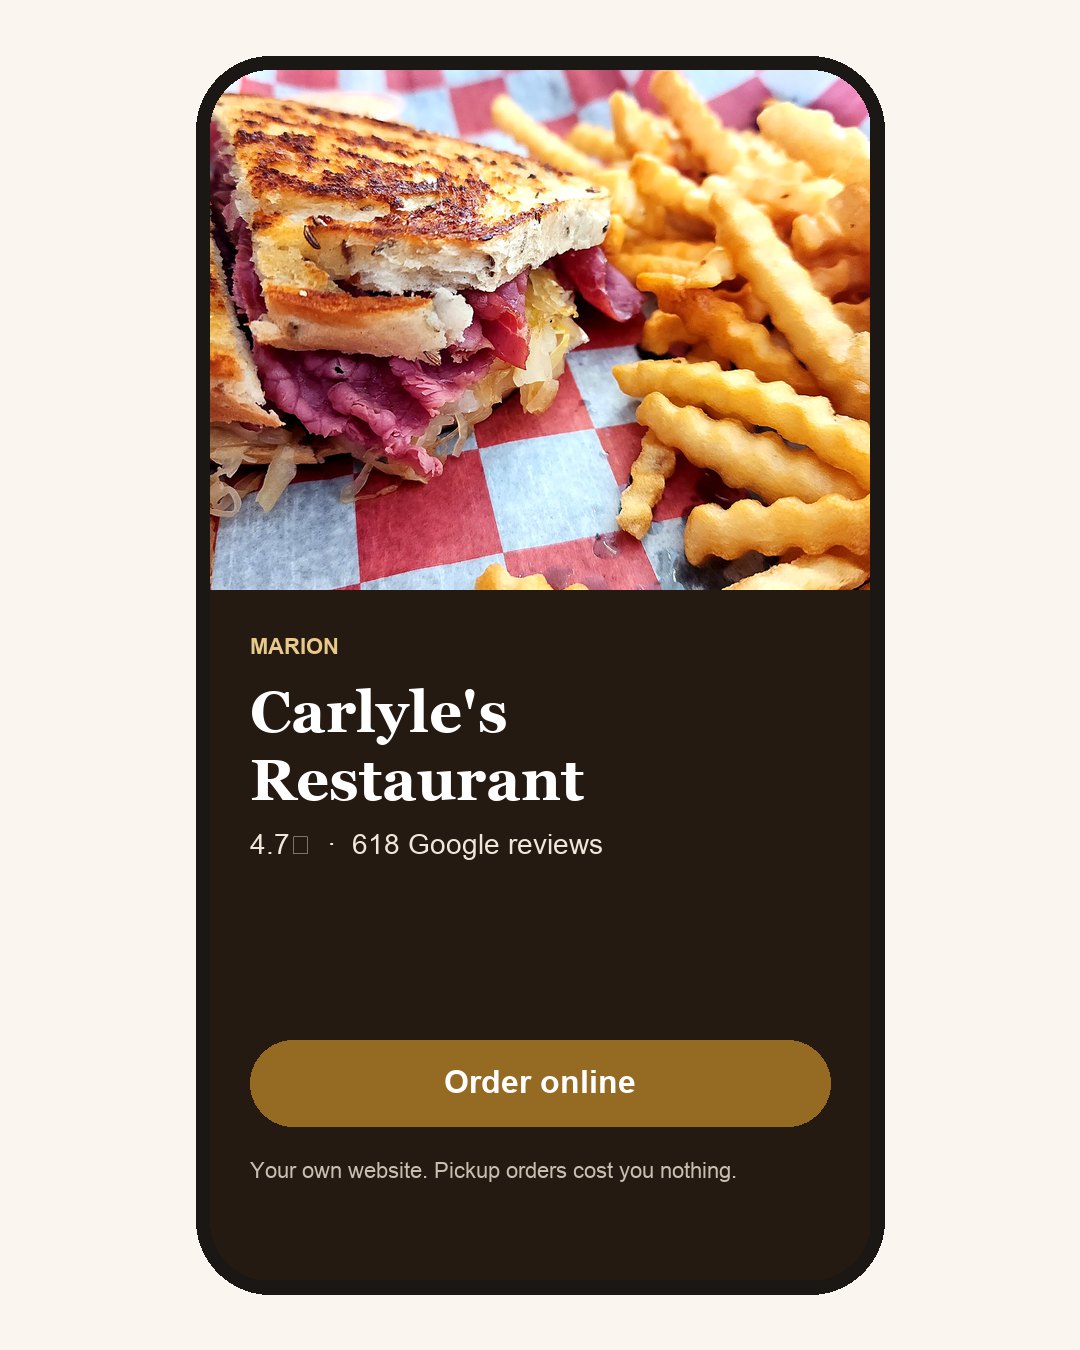 MARION
Carlyle's
Restaurant
4.7□ · 618 Google reviews
Order online
Your own website. Pickup orders cost you nothing.